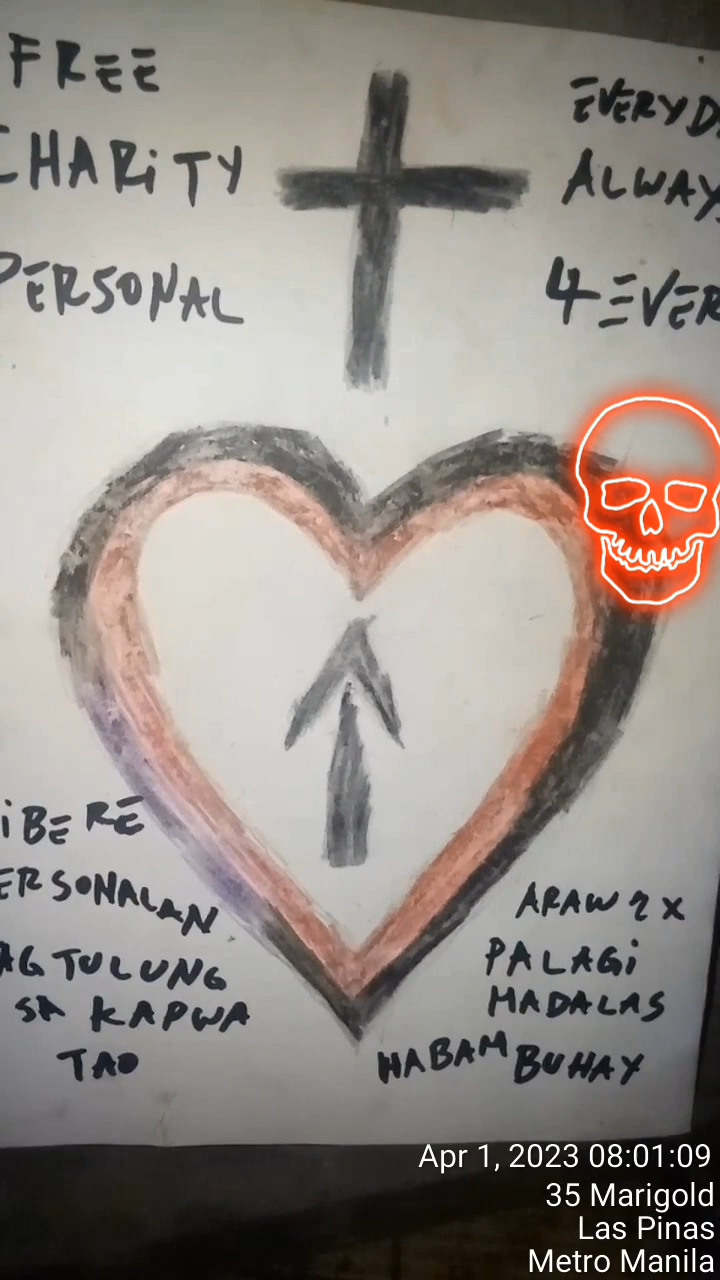 FREE
CHARiTY
PERSONAL
EVERYD
ALWAY
4EVER
iBERE
ERSONALAN
AGTULUNG
SA KAPWA
TAO
ARAW2x
PALAGi
MADALAS
HABAMBUHAY
Apr 1, 2023 08:01:09
35 Marigold
Las Pinas
Metro Manila